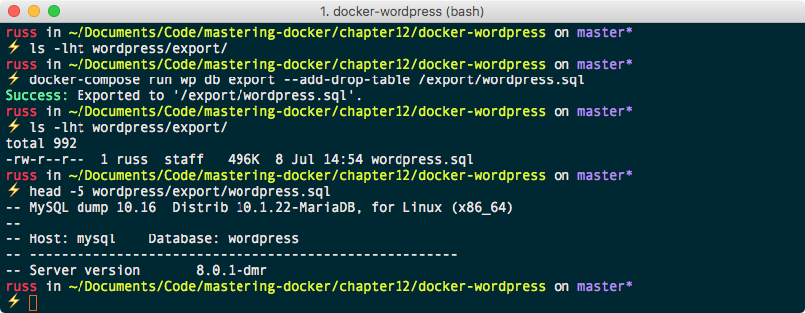 1. docker-wordpress (bash)
russ in ~/Documents/Code/mastering-docker/chapter12/docker-wordpress on master*
⚡ ls -lht wordpress/export/
russ in ~/Documents/Code/mastering-docker/chapter12/docker-wordpress on master*
⚡ docker-compose run wp db export --add-drop-table /export/wordpress.sql
Success: Exported to '/export/wordpress.sql'.
russ in ~/Documents/Code/mastering-docker/chapter12/docker-wordpress on master*
⚡ ls -lht wordpress/export/
total 992
-rw-r--r--  1 russ  staff   496K  8 Jul 14:54 wordpress.sql
russ in ~/Documents/Code/mastering-docker/chapter12/docker-wordpress on master*
⚡ head -5 wordpress/export/wordpress.sql
-- MySQL dump 10.16  Distrib 10.1.22-MariaDB, for Linux (x86_64)
--
-- Host: mysql    Database: wordpress
-- ------------------------------------------------------
-- Server version       8.0.1-dmr
russ in ~/Documents/Code/mastering-docker/chapter12/docker-wordpress on master*
⚡